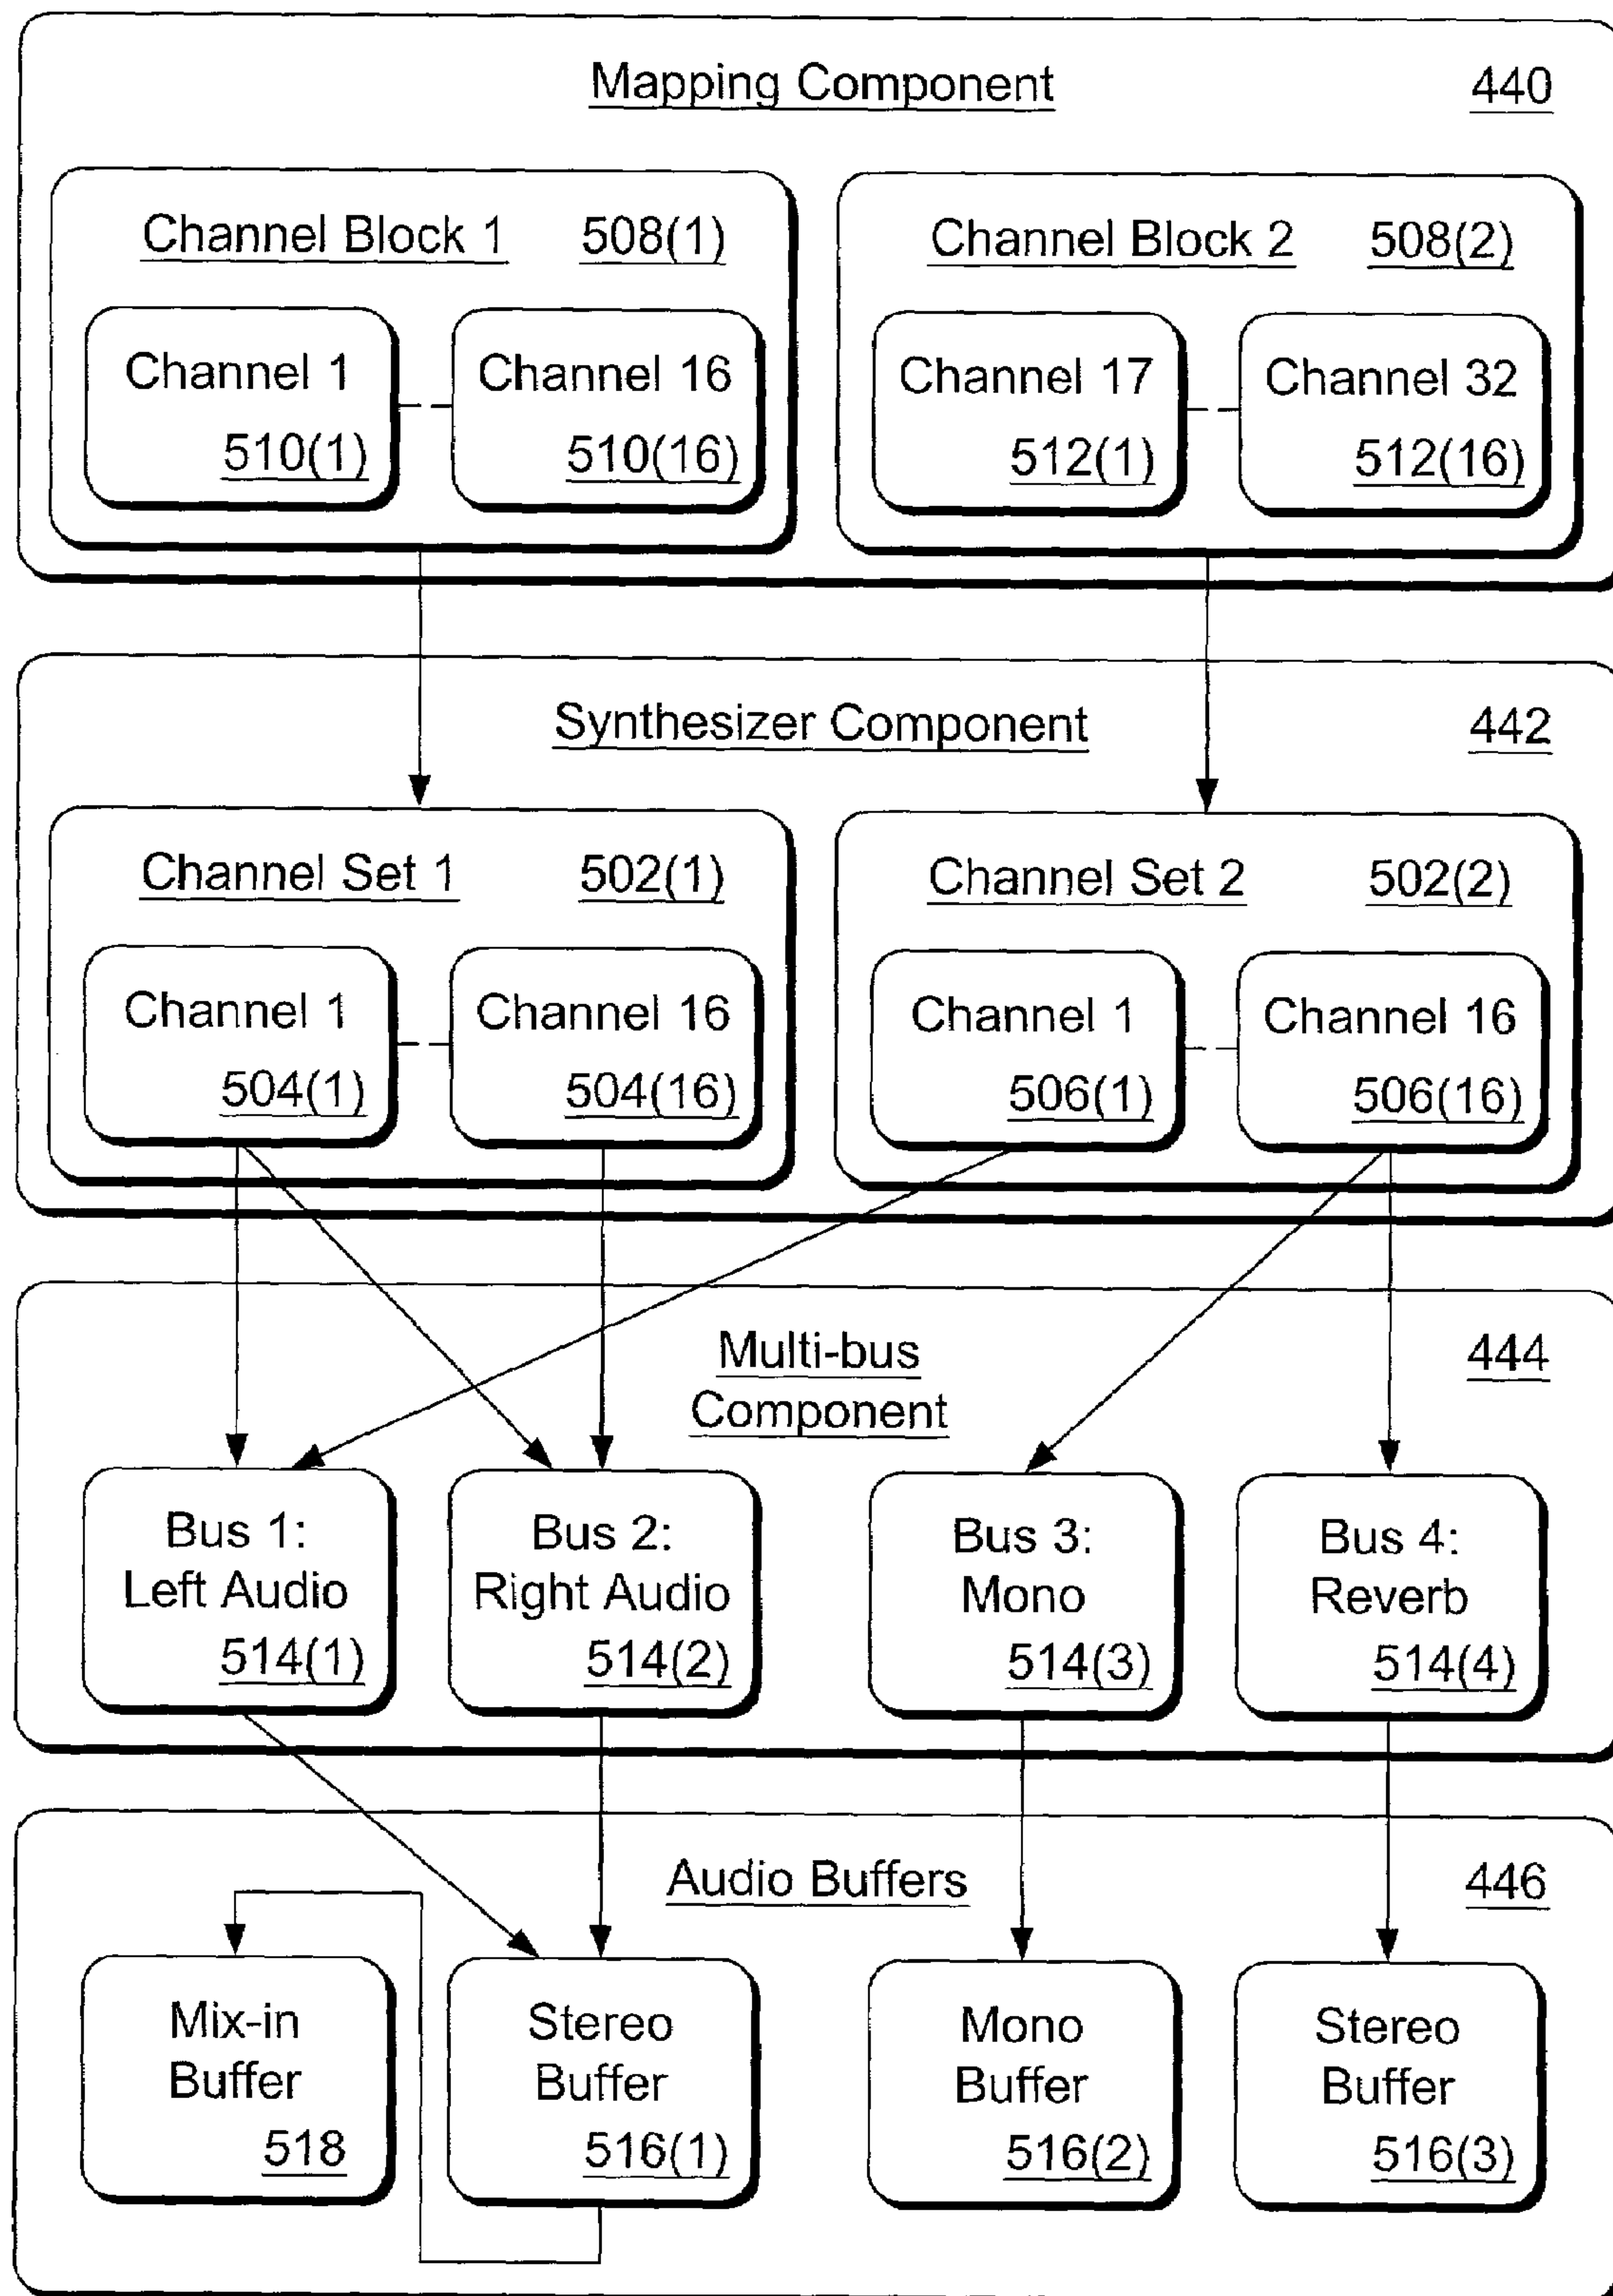 Mapping Component 440
Channel Block 1 508(1)
Channel Block 2 508(2)
Channel 1
510(1)
Channel 16
510(16)
Channel 17
512(1)
Channel 32
512(16)
Synthesizer Component 442
Channel Set 1 502(1)
Channel Set 2 502(2)
Channel 1
504(1)
Channel 16
504(16)
Channel 1
506(1)
Channel 16
506(16)
Multi-bus
Component
444
Bus 1:
Left Audio
514(1)
Bus 2:
Right Audio
514(2)
Bus 3:
Mono
514(3)
Bus 4:
Reverb
514(4)
Audio Buffers 446
Mix-in
Buffer
518
Stereo
Buffer
516(1)
Mono
Buffer
516(2)
Stereo
Buffer
516(3)